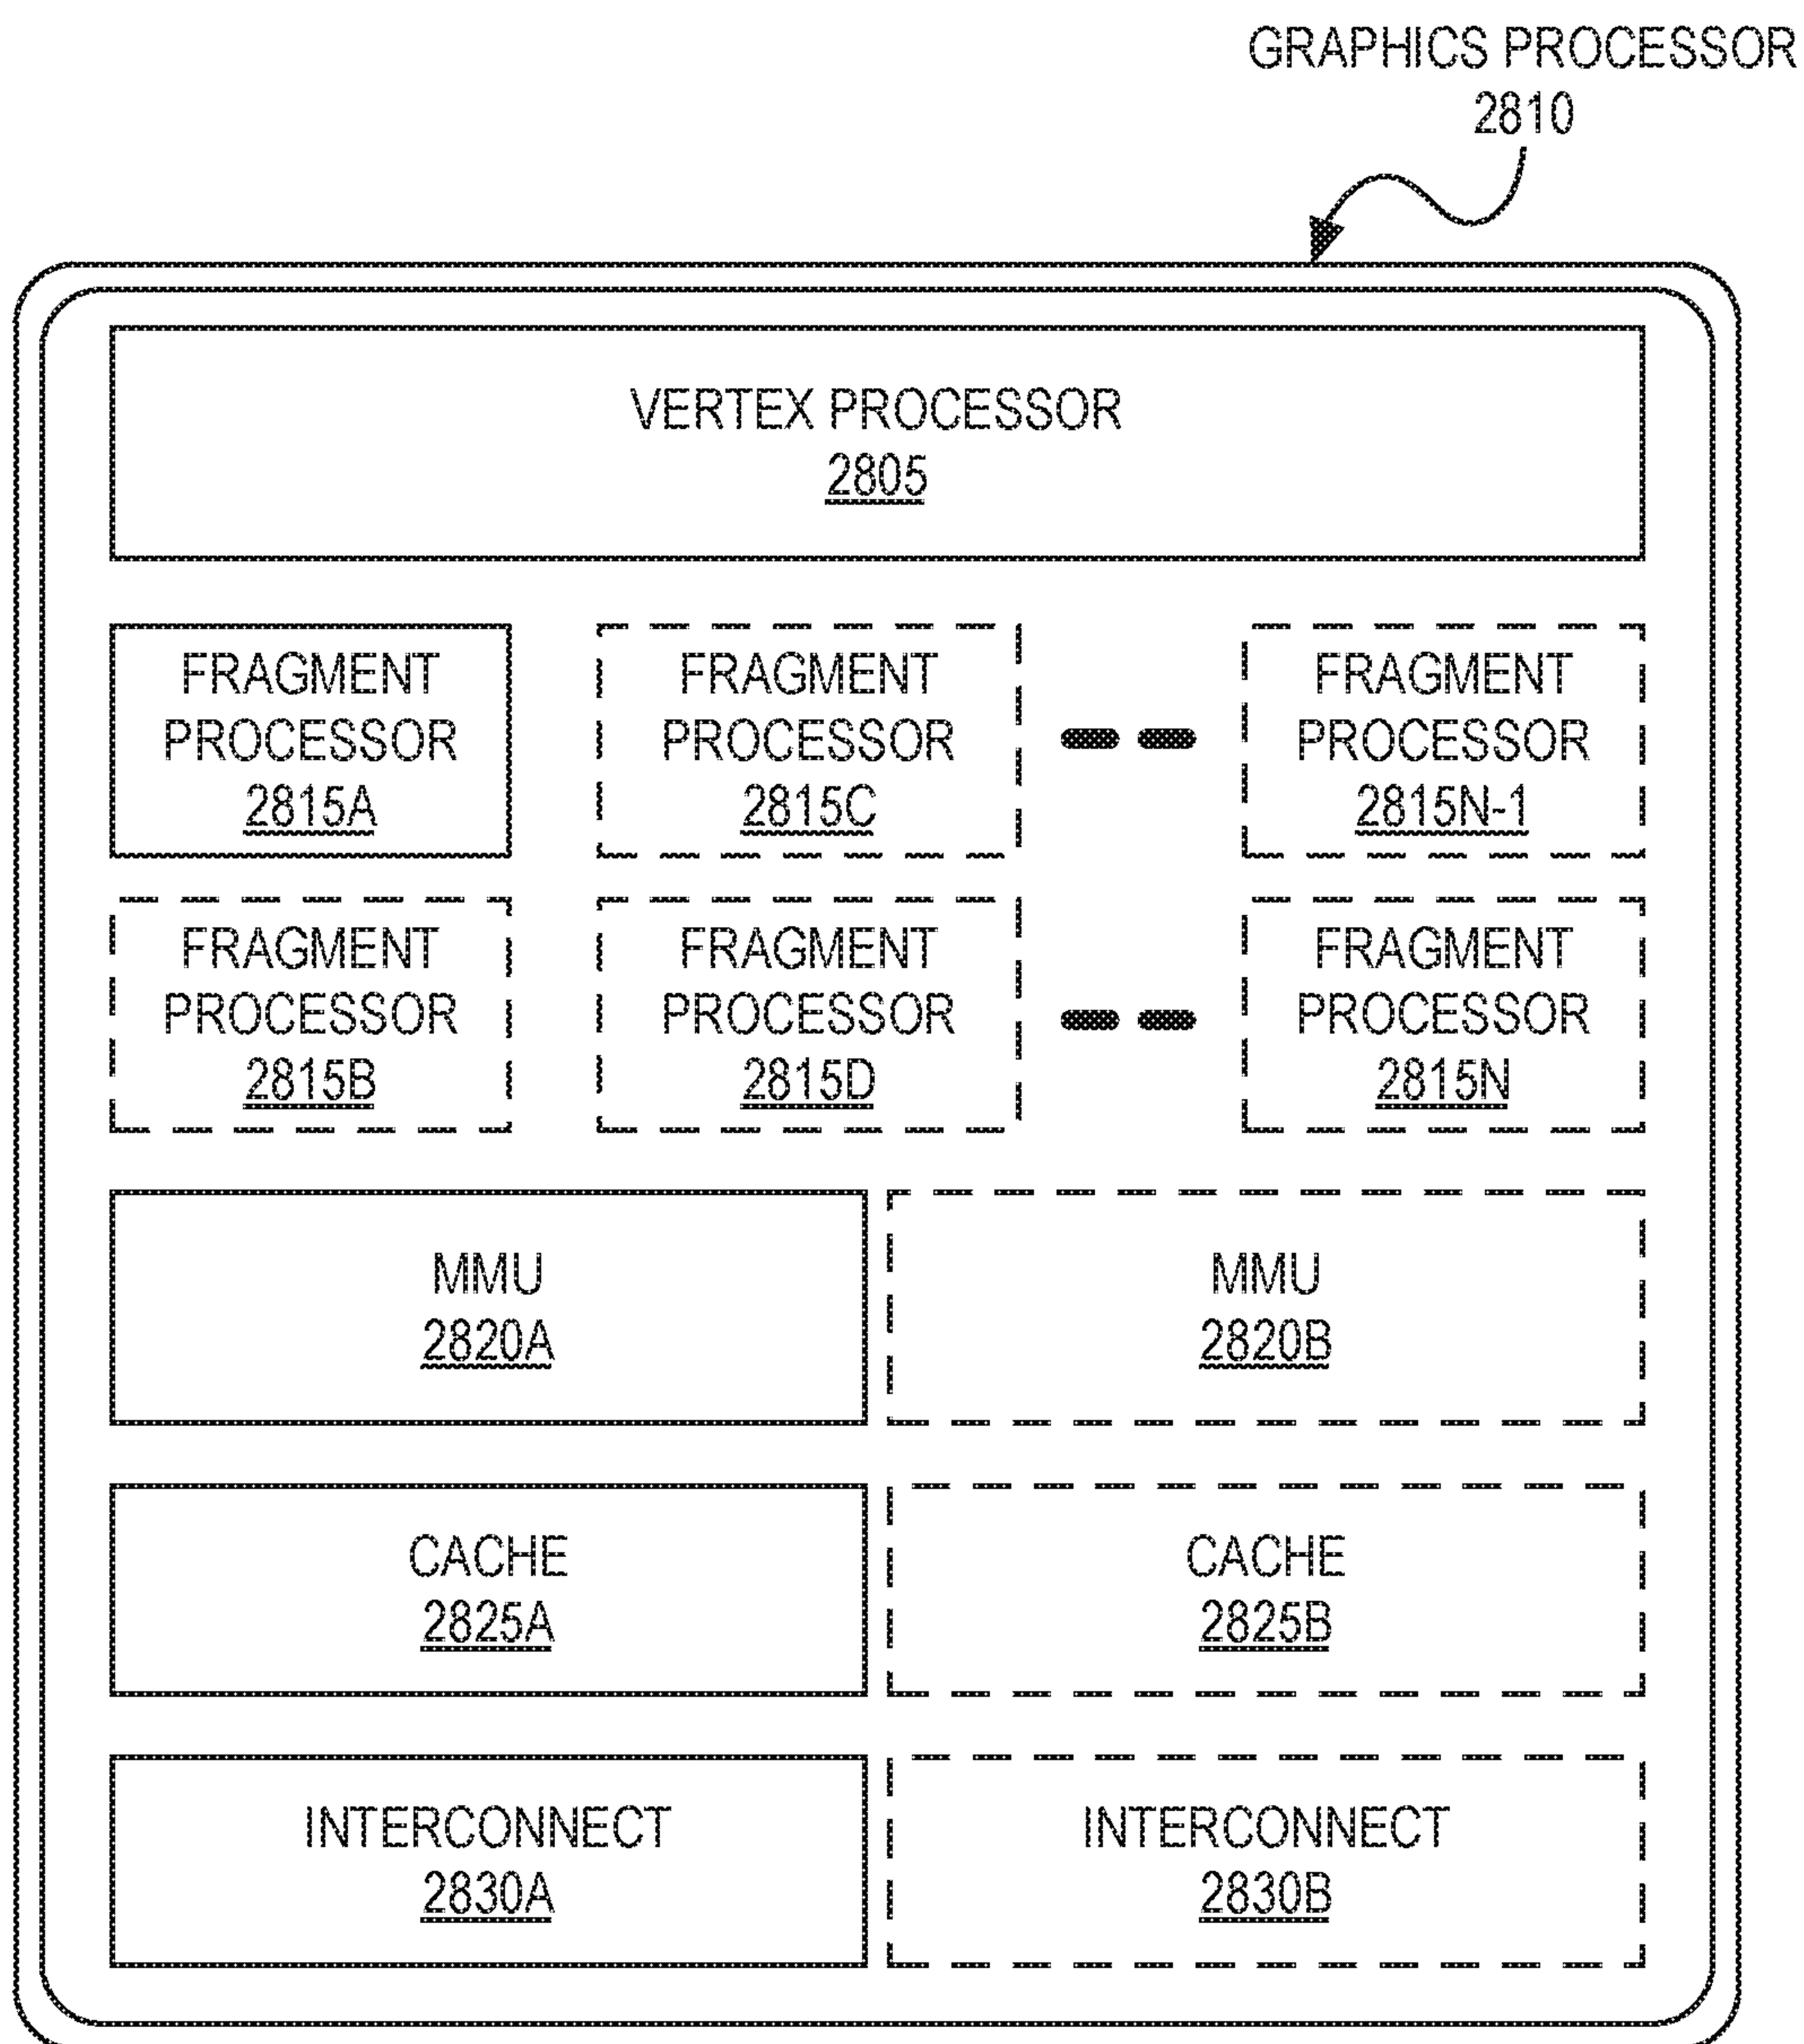 GRAPHICS PROCESSOR
2810
VERTEX PROCESSOR
2805
FRAGMENT
PROCESSOR
2815A
FRAGMENT
PROCESSOR
2815C
FRAGMENT
PROCESSOR
2815N-1
FRAGMENT
PROCESSOR
2815B
FRAGMENT
PROCESSOR
2815D
FRAGMENT
PROCESSOR
2815N
MMU
2820A
MMU
2820B
CACHE
2825A
CACHE
2825B
INTERCONNECT
2830A
INTERCONNECT
2830B